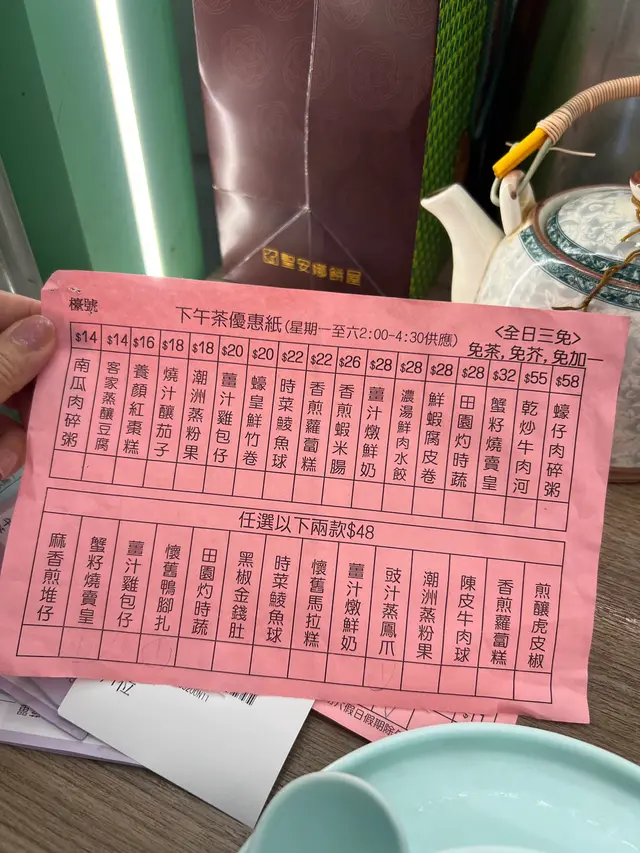 聖安娜餅屋
檯號
下午茶優惠紙(星期一至六2:00-4:30供應)
<全日三免>
免茶,免芥,免加一
$14 南瓜肉碎粥
$14 客家蒸釀豆腐
$16 養顏紅棗糕
$18 燒汁釀茄子
$18 潮洲蒸粉果
$20 薑汁雞包仔
$20 蠔皇鮮竹卷
$22 時菜鯪魚球
$22 香煎蘿蔔糕
$26 香煎蝦米腸
$28 薑汁燉鮮奶
$28 濃湯鮮肉水餃
$28 鮮蝦腐皮卷
$28 田園灼時蔬
$32 蟹籽燒賣皇
$55 乾炒牛肉河
$58 蠔仔肉碎粥
任選以下兩款$48
麻香煎堆仔
蟹籽燒賣皇
薑汁雞包仔
懷舊鴨腳扎
田園灼時蔬
黑椒金錢肚
時菜鯪魚球
懷舊馬拉糕
薑汁燉鮮奶
豉汁蒸鳳爪
潮洲蒸粉果
陳皮牛肉球
香煎蘿蔔糕
煎釀虎皮椒